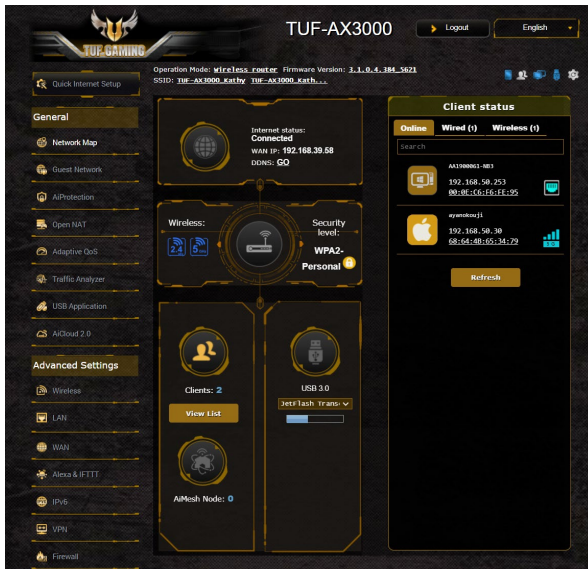 TUF GAMING
TUF-AX3000
Logout
English
Operation Mode: Wireless router Firmware Version: 3.1.0.4.384_5621
SSID: TUF-AX3000_Kathy TUF-AX3000_Kath...
Quick Internet Setup
General
Network Map
Guest Network
AiProtection
Open NAT
Adaptive QoS
Traffic Analyzer
USB Application
AiCloud 2.0
Advanced Settings
Wireless
LAN
WAN
Alexa & IFTTT
IPv6
VPN
Firewall
Internet status:
Connected
WAN IP: 192.168.39.58
DDNS: GO
Wireless:
2.4
5
Security
level:
WPA2-
Personal
Clients: 2
View List
AiMesh Node: 0
USB 3.0
JetFlash Trans
Client status
Online
Wired (1)
Wireless (1)
Search
AA1900061-NB3
192.168.50.253
00:0E:C6:F6:FE:95
ayanokouji
192.168.50.30
68:64:4B:65:34:79
Refresh